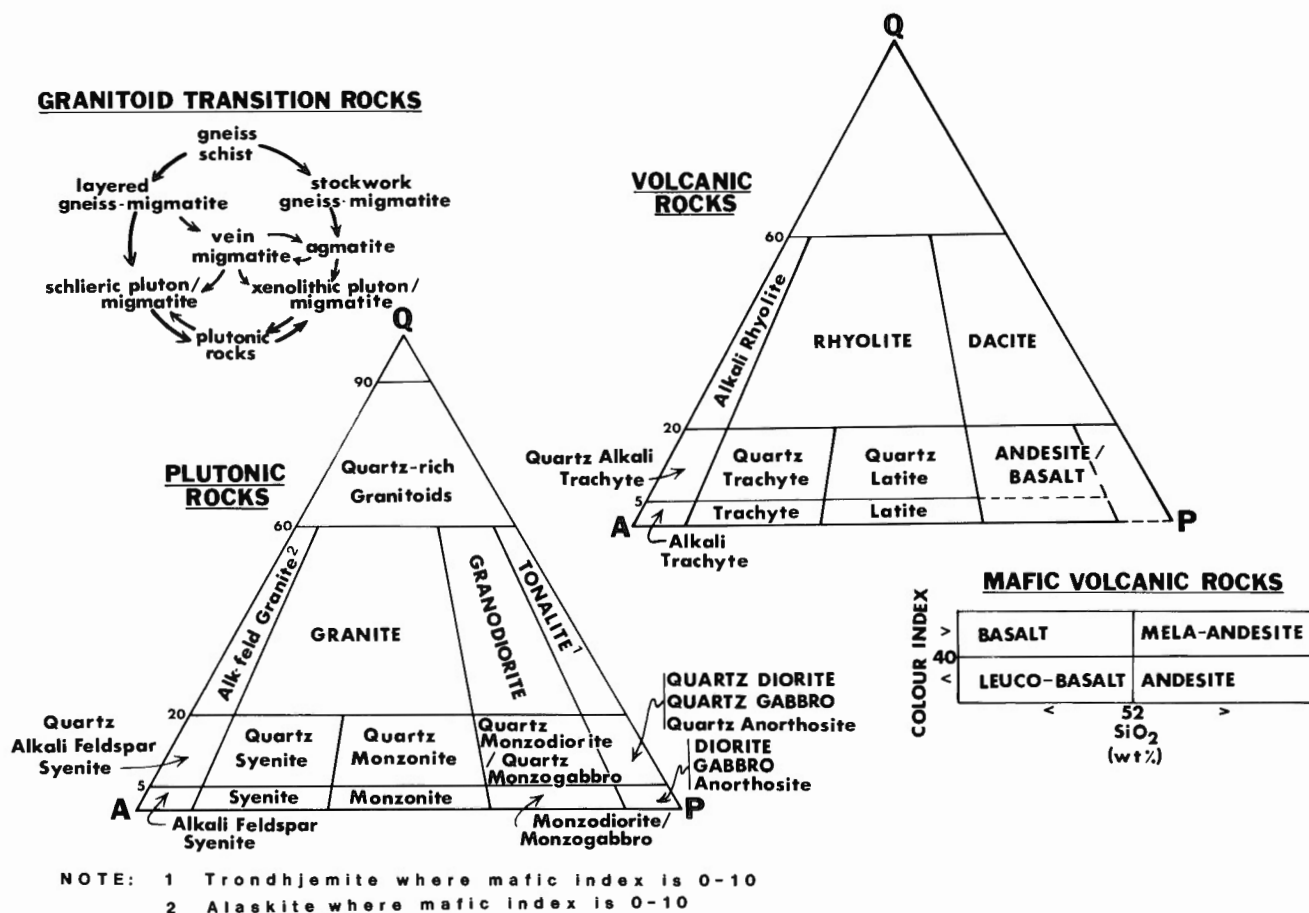 GRANITOID TRANSITION ROCKS
gneiss
schist
layered
gneiss-migmatite
stockwork
gneiss-migmatite
vein
migmatite
agmatite
schlieric pluton/
migmatite
xenolithic pluton/
migmatite
plutonic
rocks
VOLCANIC
ROCKS
Q
60
Alkali Rhyolite
RHYOLITE
DACITE
20
Quartz Alkali
Trachyte
Quartz
Trachyte
Quartz
Latite
ANDESITE/
BASALT
5
Trachyte
Latite
A
P
Alkali
Trachyte
PLUTONIC
ROCKS
Q
90
Quartz-rich
Granitoids
60
Alk-feld Granite2
GRANITE
GRANODIORITE
TONALITE1
20
Quartz
Alkali Feldspar
Syenite
Quartz
Syenite
Quartz
Monzonite
Quartz
Monzodiorite
/ Quartz
Monzogabbro
QUARTZ DIORITE
QUARTZ GABBRO
Quartz Anorthosite
DIORITE
GABBRO
Anorthosite
5
Syenite
Monzonite
A
P
Alkali Feldspar
Syenite
Monzodiorite/
Monzogabbro
MAFIC VOLCANIC ROCKS
COLOUR INDEX
>
40
<
BASALT
MELA-ANDESITE
LEUCO-BASALT
ANDESITE
< 52 >
SiO2
(wt%)
NOTE: 1 Trondhjemite where mafic index is 0-10
2 Alaskite where mafic index is 0-10